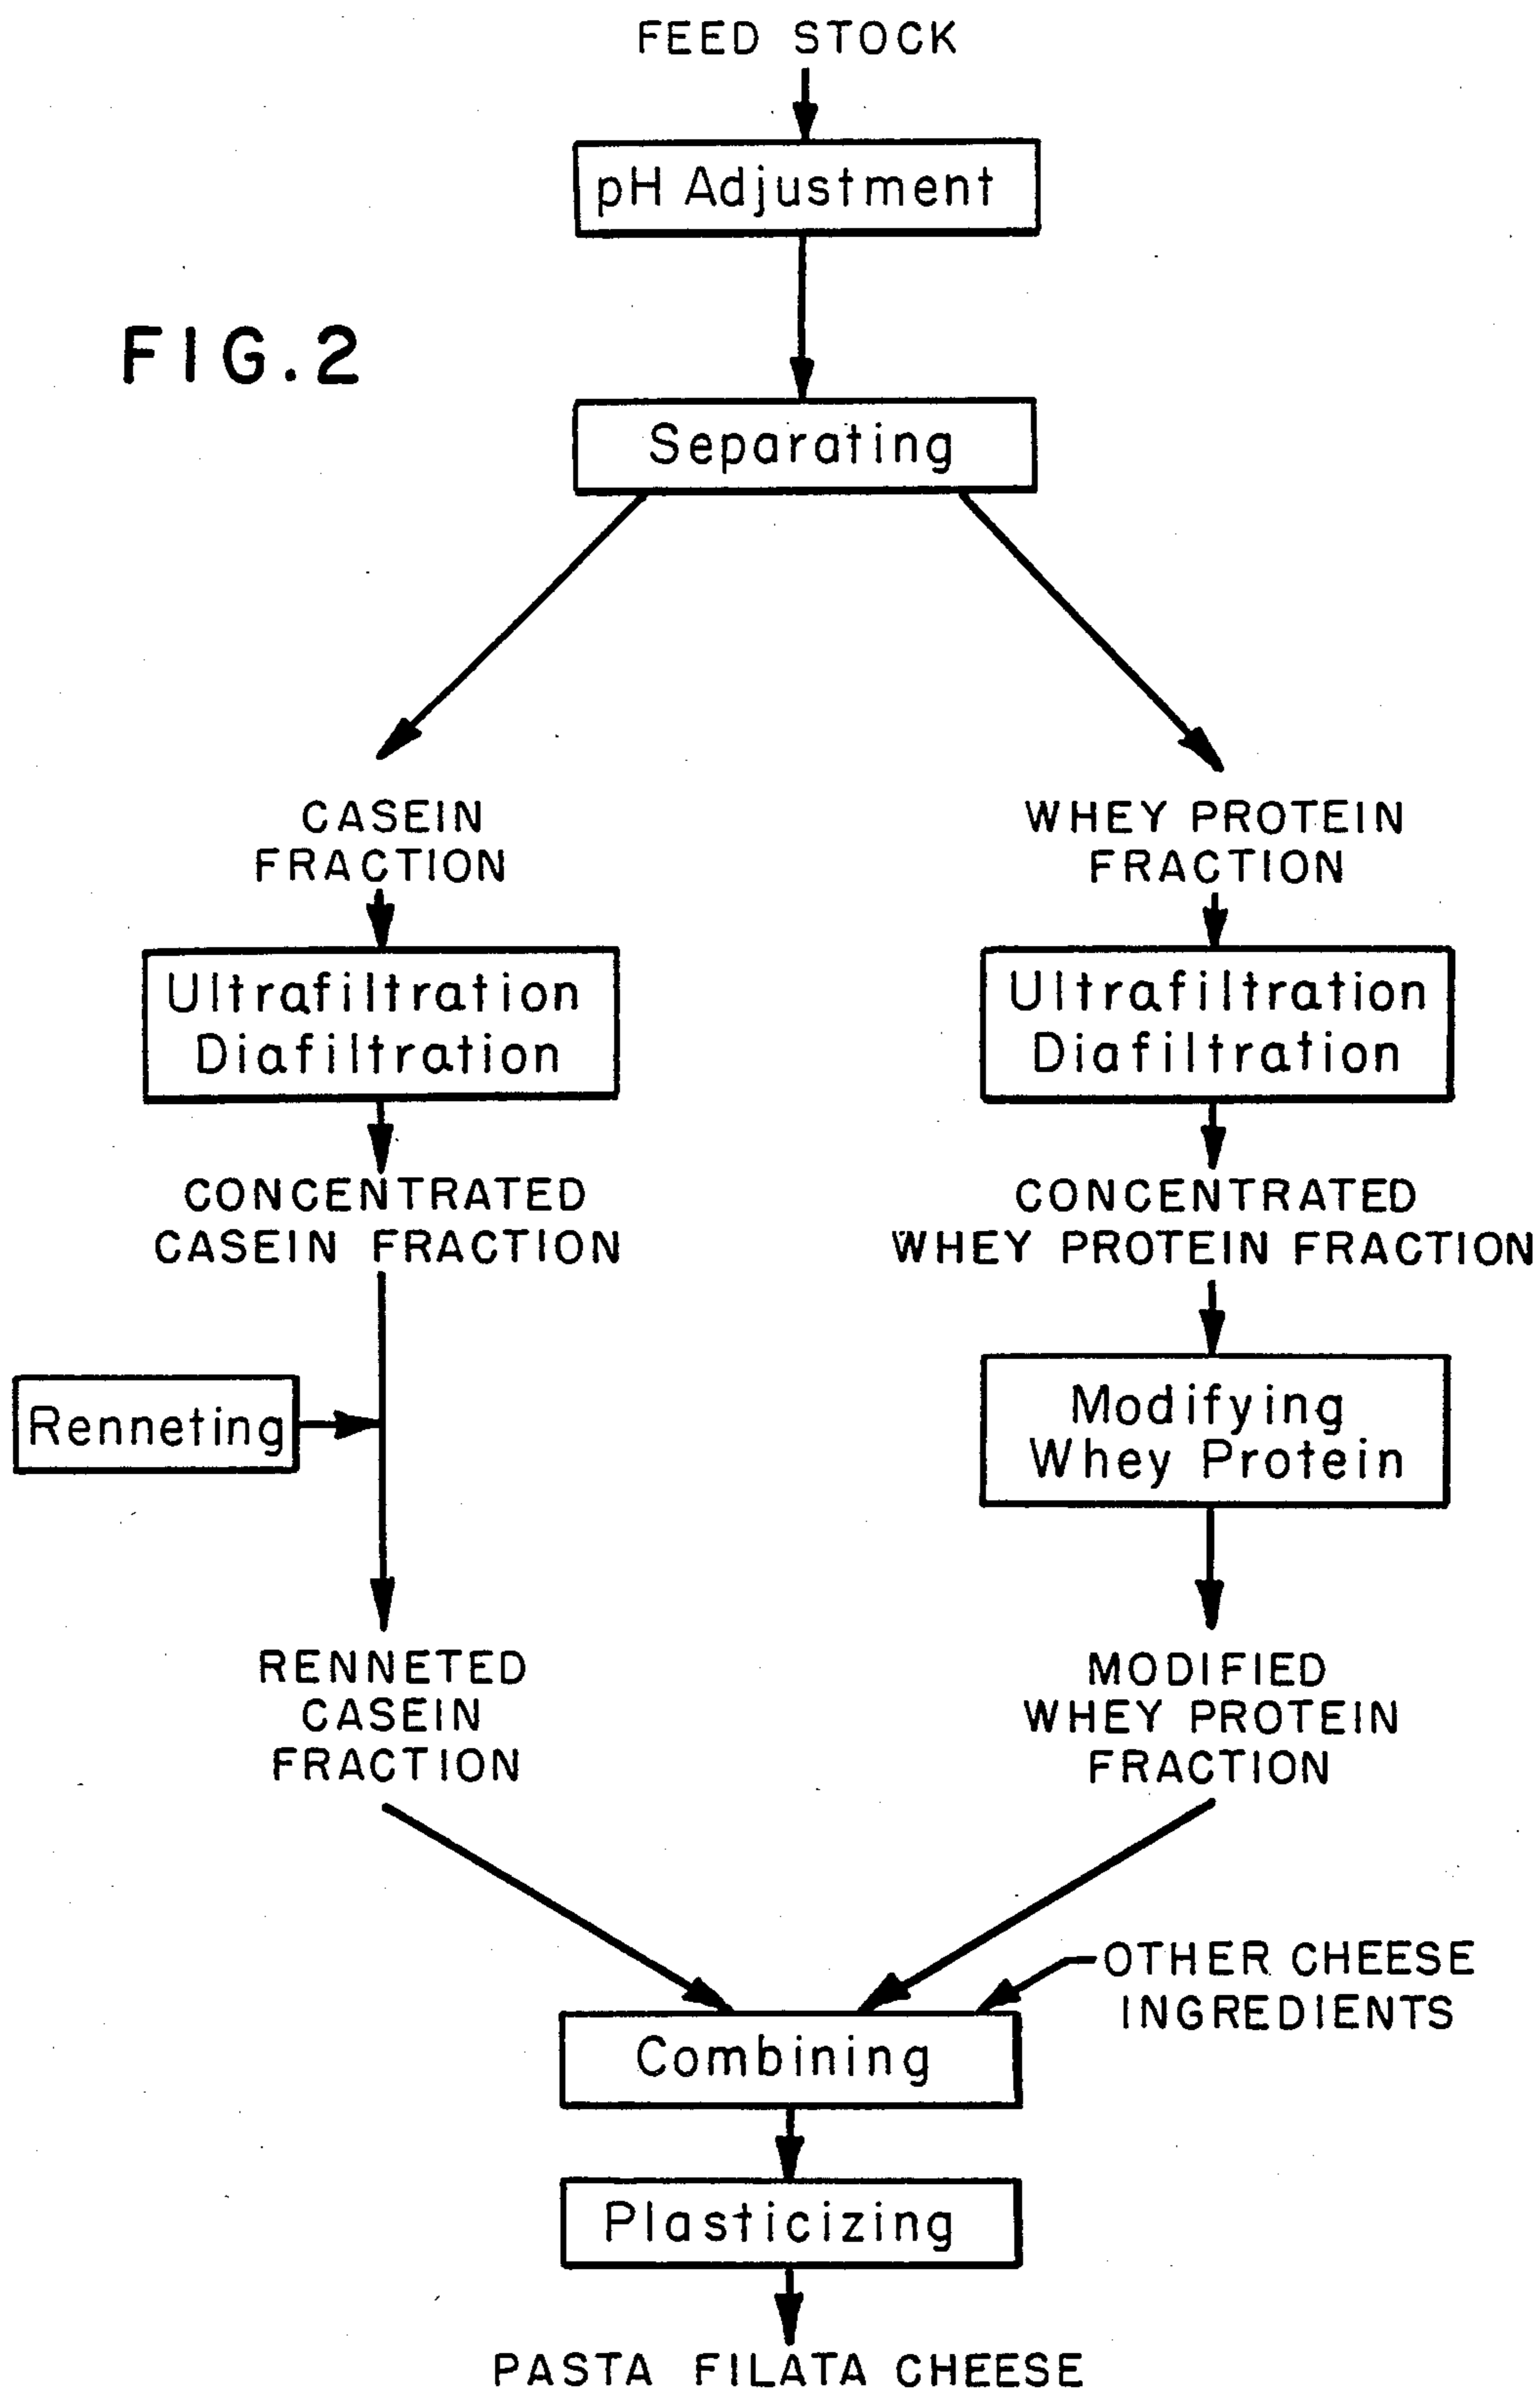 FEED STOCK
pH Adjustment
FIG.2
Separating
CASEIN
FRACTION
WHEY PROTEIN
FRACTION
Ultrafiltration
Diafiltration
Ultrafiltration
Diafiltration
CONCENTRATED
CASEIN FRACTION
CONCENTRATED
WHEY PROTEIN FRACTION
Renneting
Modifying
Whey Protein
RENNETED
CASEIN
FRACTION
MODIFIED
WHEY PROTEIN
FRACTION
OTHER CHEESE
INGREDIENTS
Combining
Plasticizing
PASTA FILATA CHEESE